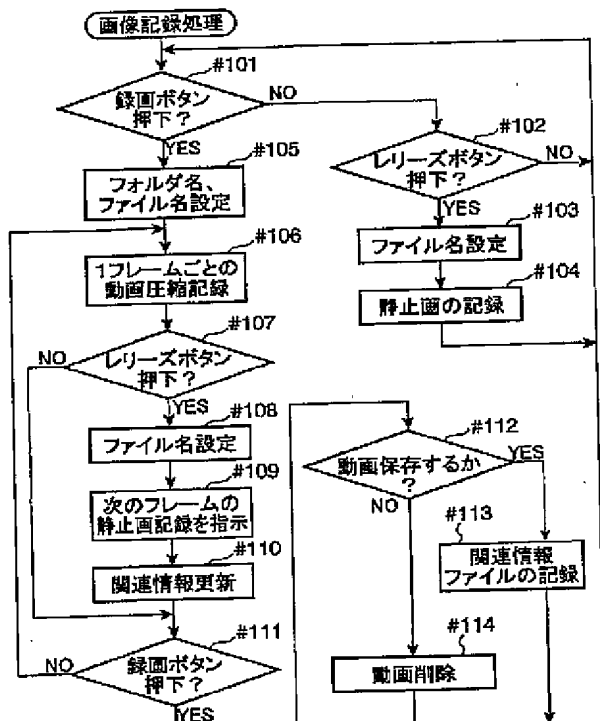 画像記録処理
#101
録画ボタン
押下?
NO
YES
#102
レリーズボタン
押下?
NO
YES
#103
ファイル名設定
#104
静止画の記録
#105
フォルダ名、
ファイル名設定
#106
1フレームごとの
動画圧縮記録
#107
レリーズボタン
押下?
NO
YES
#108
ファイル名設定
#109
次のフレームの
静止画記録を指示
#110
関連情報更新
#111
録画ボタン
押下?
NO
YES
#112
動画保存するか
?
YES
NO
#113
関連情報
ファイルの記録
#114
動画削除